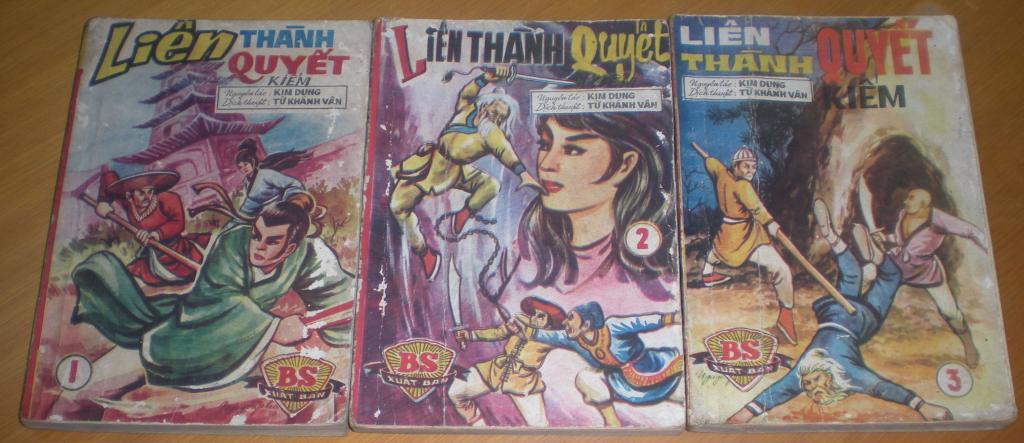 Liên THÀNH
QUYẾT
KIẾM
Nguyên tác: KIM DUNG
Dịch thuật: TỪ KHÁNH VÂN
1
BS
XUẤT BẢN
LIÊN THÀNH Quyết
Nguyên tác: KIM DUNG
Dịch thuật: TỪ KHÁNH VÂN
2
BS
XUẤT BẢN
LIÊN
THÀNH QUYẾT
KIẾM
Nguyên tác: KIM DUNG
Dịch thuật: TỪ KHÁNH VÂN
BS
XUẤT BẢN
3